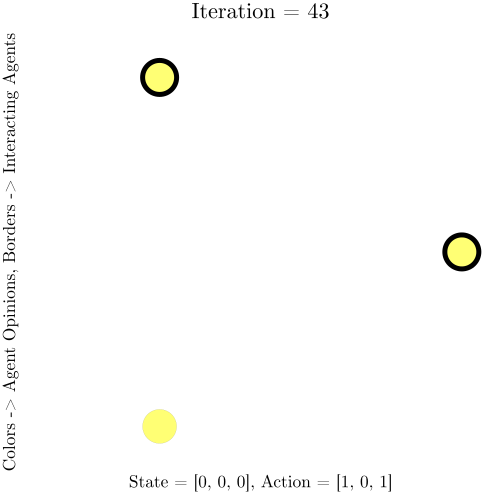 Iteration = 43
Colors -> Agent Opinions, Borders -> Interacting Agents
State = [0, 0, 0], Action = [1, 0, 1]